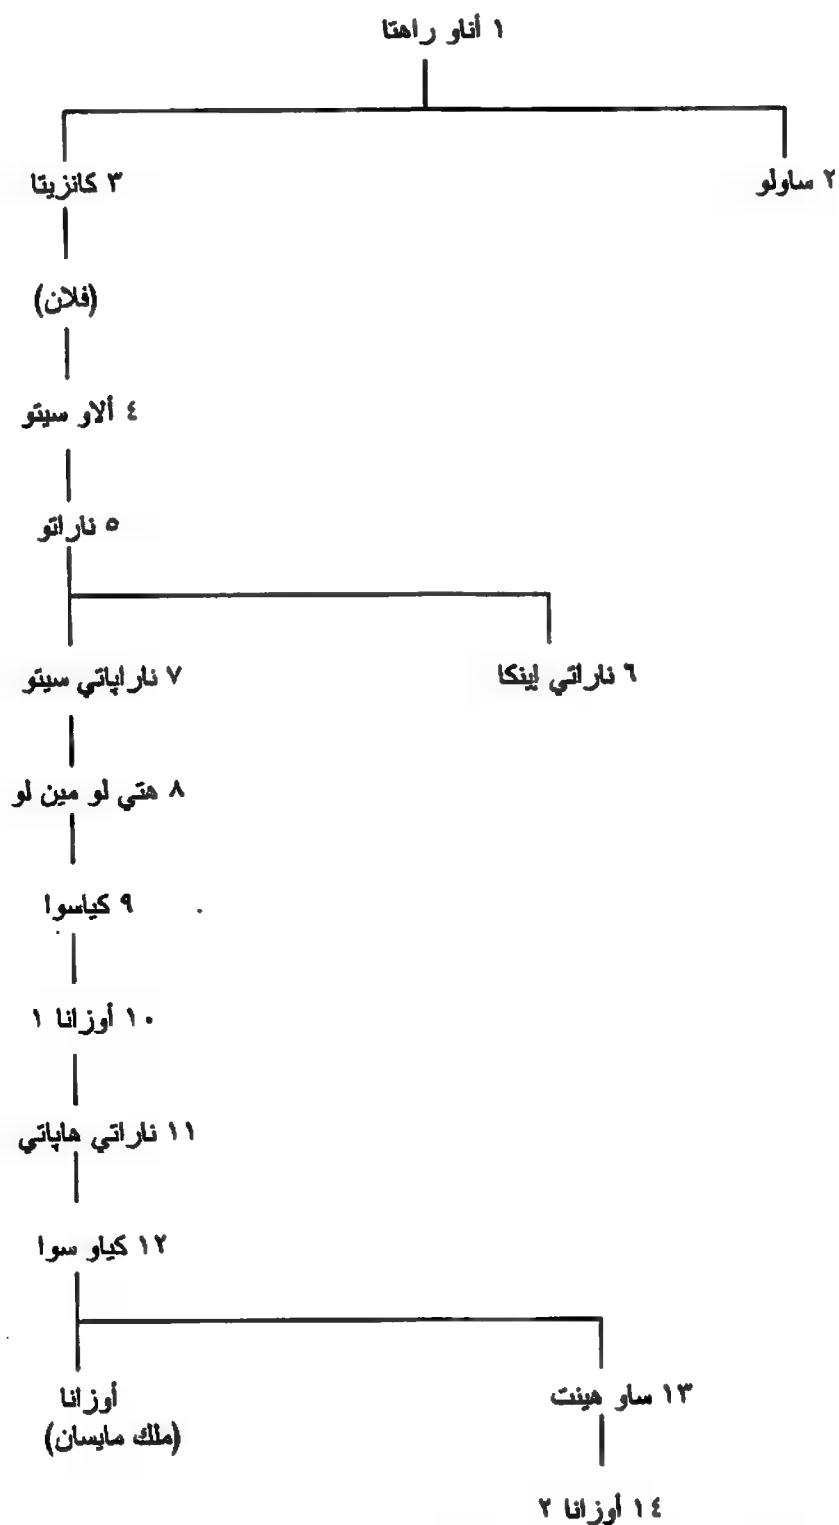 ١ أناو راهتا
٢ ساولو
٣ كانزيتا
(فلان)
٤ ألاو سيتو
٥ ناراتو
٦ ناراتي إينكا
٧ ناراپاتي سيتو
٨ هتي لو مين لو
٩ كياسوا
١٠ أوزانا ١
١١ ناراتي هاپاتي
١٢ كياو سوا
١٣ ساو هينت
أوزانا
(ملك مايسان)
١٤ أوزانا ٢